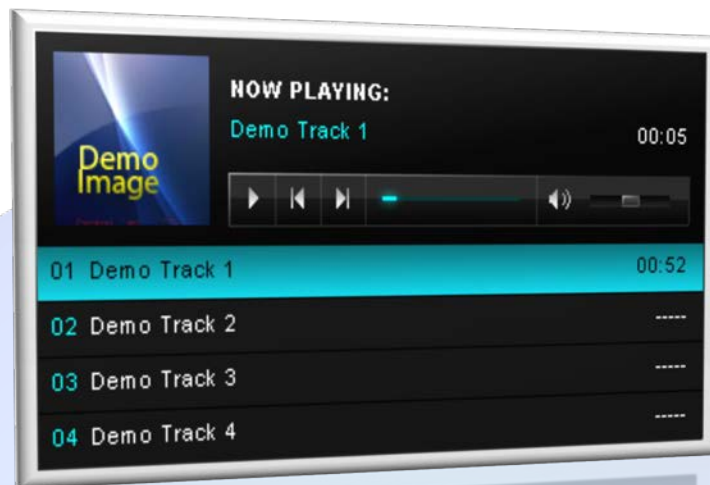 Demo
Image
NOW PLAYING:
Demo Track 1
00:05
01 Demo Track 1 00:52
02 Demo Track 2 -----
03 Demo Track 3 -----
04 Demo Track 4 -----